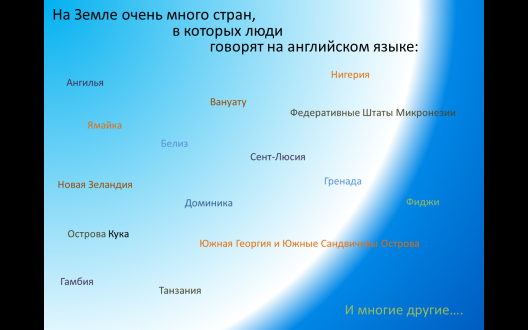 На Земле очень много стран,
в которых люди
говорят на английском языке:
Нигерия
Ангилья
Вануату
Федеративные Штаты Микронезии
Ямайка
Белиз
Сент-Люсия
Гренада
Новая Зеландия
Доминика
Фиджи
Острова Кука
Южная Георгия и Южные Сандвичевы Острова
Гамбия
Танзания
И многие другие….